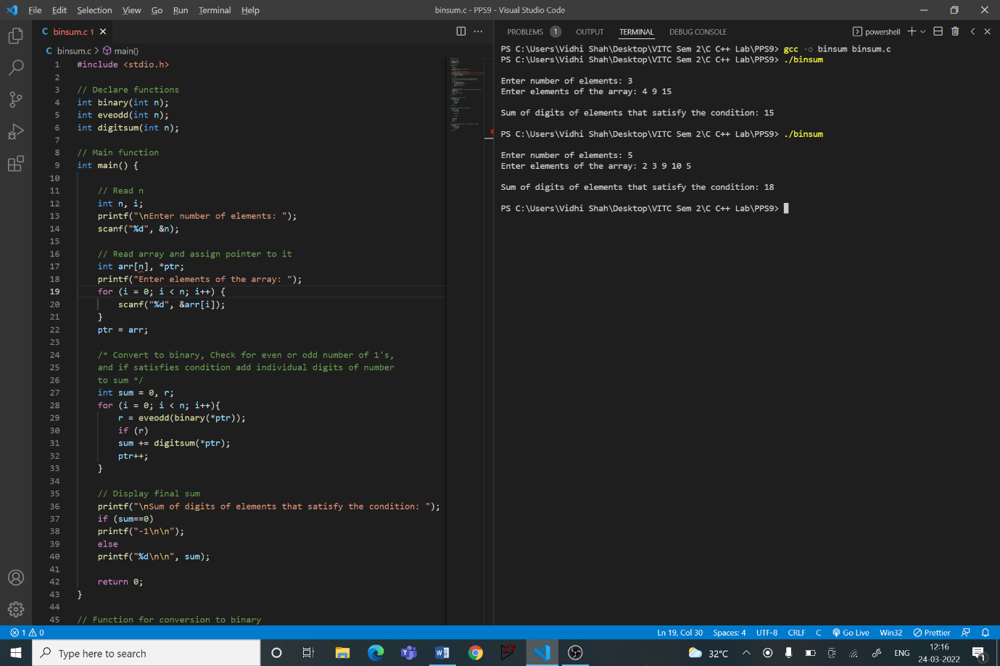 File Edit Selection View Go Run Terminal Help binsum.c - PPS9 - Visual Studio Code
C binsum.c 1
C binsum.c > main()
1 #include <stdio.h>
2
3 // Declare functions
4 int binary(int n);
5 int eveodd(int n);
6 int digitsum(int n);
7
8 // Main function
9 int main() {
10
11 // Read n
12 int n, i;
13 printf("\nEnter number of elements: ");
14 scanf("%d", &n);
15
16 // Read array and assign pointer to it
17 int arr[n], *ptr;
18 printf("Enter elements of the array: ");
19 for (i = 0; i < n; i++) {
20 scanf("%d", &arr[i]);
21 }
22 ptr = arr;
23
24 /* Convert to binary, Check for even or odd number of 1's,
25 and if satisfies condition add individual digits of number
26 to sum */
27 int sum = 0, r;
28 for (i = 0; i < n; i++){
29 r = eveodd(binary(*ptr));
30 if (r)
31 sum += digitsum(*ptr);
32 ptr++;
33 }
34
35 // Display final sum
36 printf("\nSum of digits of elements that satisfy the condition: ");
37 if (sum==0)
38 printf("-1\n\n");
39 else
40 printf("%d\n\n", sum);
41
42 return 0;
43 }
44
45 // Function for conversion to binary
PROBLEMS 1 OUTPUT TERMINAL DEBUG CONSOLE powershell
PS C:\Users\Vidhi Shah\Desktop\VITC Sem 2\C C++ Lab\PPS9> gcc -o binsum binsum.c
PS C:\Users\Vidhi Shah\Desktop\VITC Sem 2\C C++ Lab\PPS9> ./binsum
Enter number of elements: 3
Enter elements of the array: 4 9 15
Sum of digits of elements that satisfy the condition: 15
PS C:\Users\Vidhi Shah\Desktop\VITC Sem 2\C C++ Lab\PPS9> ./binsum
Enter number of elements: 5
Enter elements of the array: 2 3 9 10 5
Sum of digits of elements that satisfy the condition: 18
PS C:\Users\Vidhi Shah\Desktop\VITC Sem 2\C C++ Lab\PPS9>
1 0 Ln 19, Col 30 Spaces: 4 UTF-8 CRLF C Go Live Win32 Prettier
Type here to search 32°C ENG 12:16
24-03-2022 1